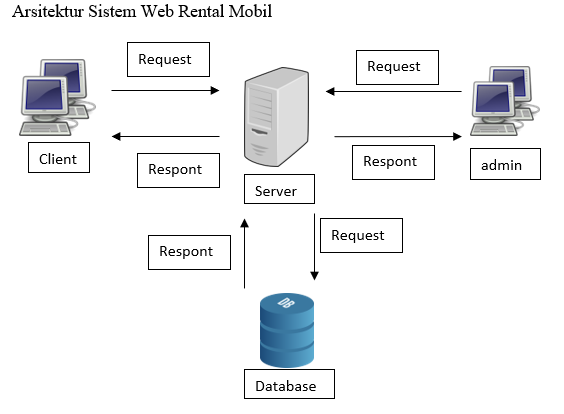 Arsitektur Sistem Web Rental Mobil
Request
Request
Client
Respont
Respont
admin
Server
Respont
Request
DB
Database